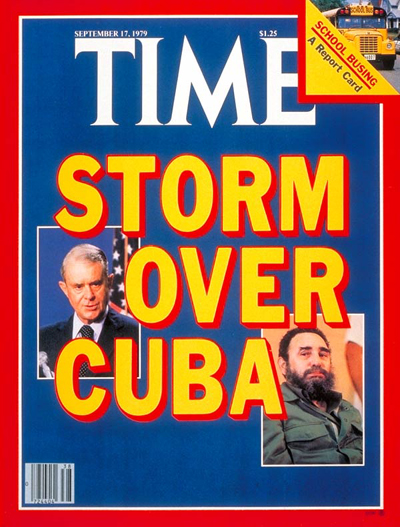 SEPTEMBER 17, 1979
$1.25
TIME
SCHOOL BUSING
A Report Card
STORM
OVER
CUBA